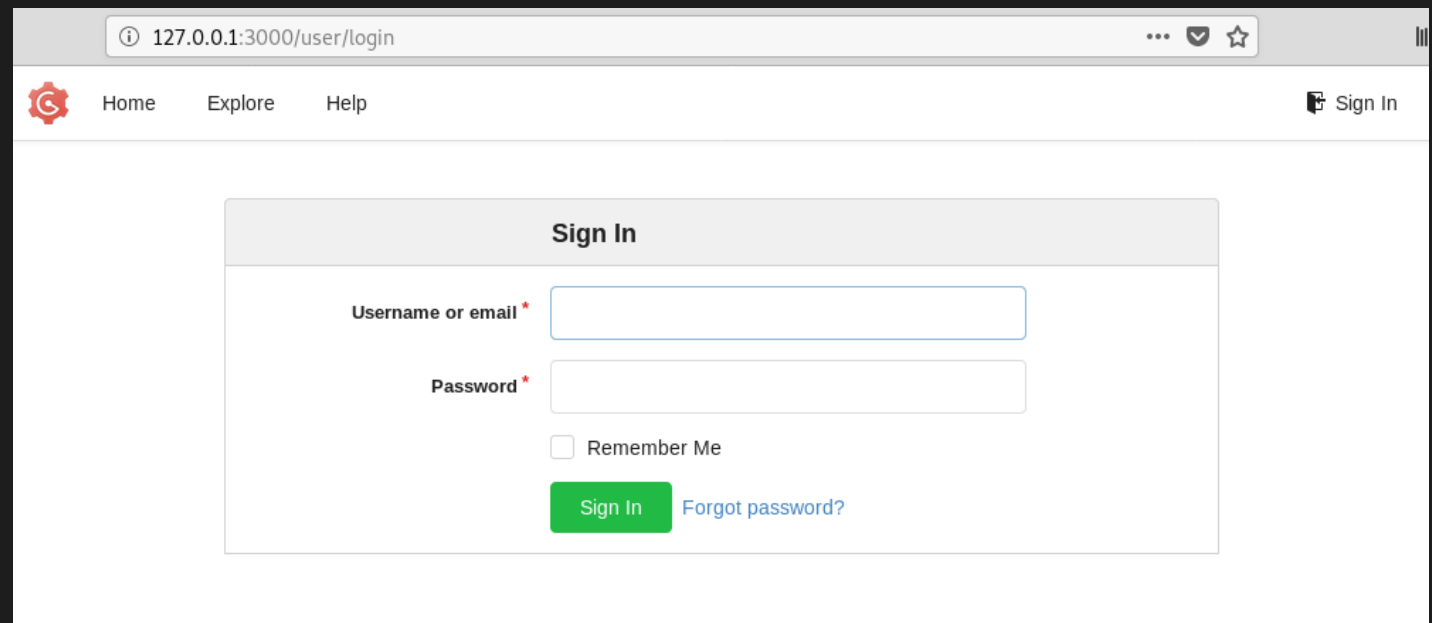 127.0.0.1:3000/user/login
Home Explore Help Sign In
Sign In
Username or email *
Password *
Remember Me
Sign In Forgot password?